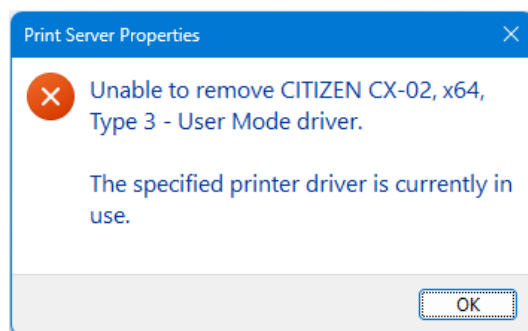 Print Server Properties
Unable to remove CITIZEN CX-02, x64,
Type 3 - User Mode driver.
The specified printer driver is currently in
use.
OK